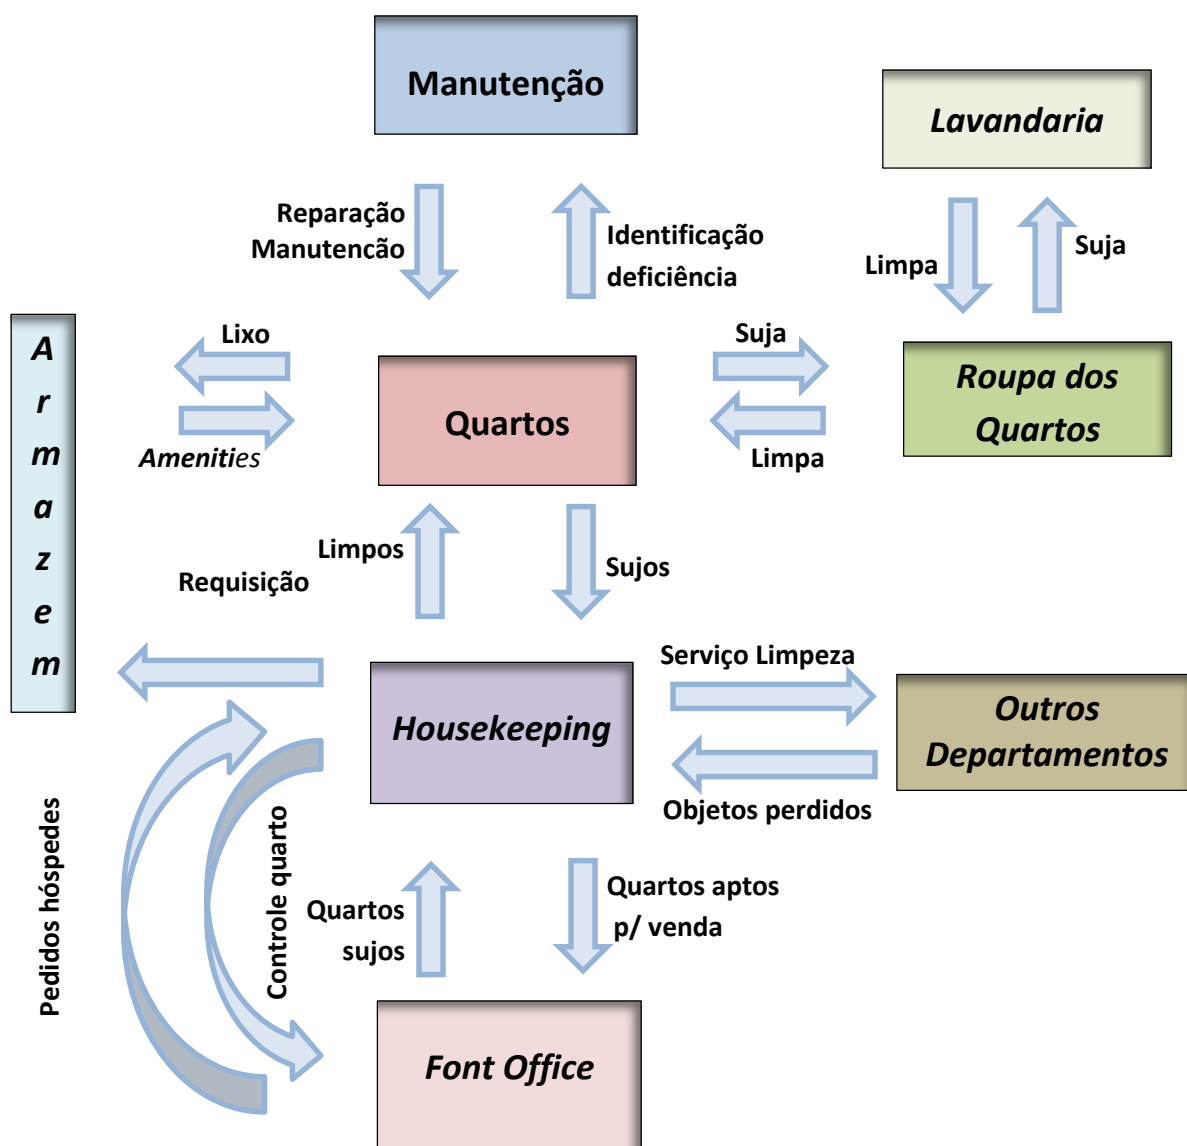 Manutenção
Lavandaria
Reparação
Manutencão
Identificação
deficiência
Limpa
Suja
Armazem
Lixo
Amenities
Quartos
Suja
Limpa
Roupa dos
Quartos
Limpos
Requisição
Sujos
Housekeeping
Serviço Limpeza
Objetos perdidos
Outros
Departamentos
Pedidos hóspedes
Controle quarto
Quartos
sujos
Quartos aptos
p/ venda
Font Office